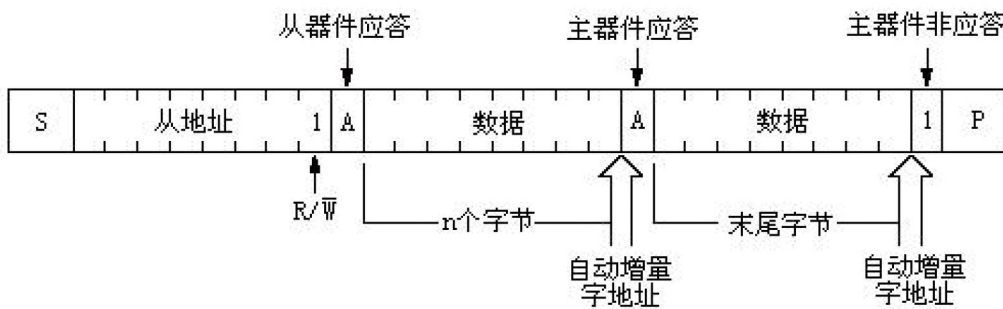 从器件应答 主器件应答 主器件非应答
S 从地址 1 A 数据 A 数据 1 P
R/W̅
n个字节 末尾字节
自动增量 自动增量
字地址 字地址